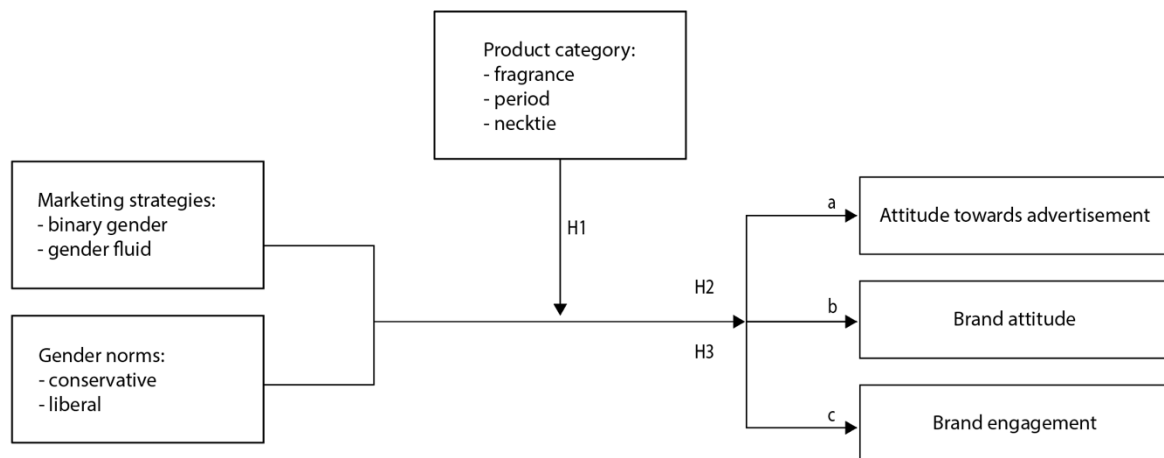 Product category:
- fragrance
- period
- necktie
Marketing strategies:
- binary gender
- gender fluid
Gender norms:
- conservative
- liberal
H1
H2
H3
a
Attitude towards advertisement
b
Brand attitude
c
Brand engagement